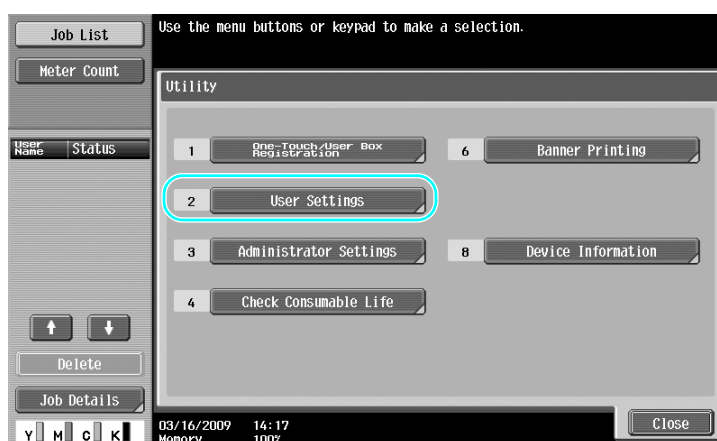 Job List
Use the menu buttons or keypad to make a selection.
Meter Count
Utility
User Name
Status
1 One-Touch/User Box Registration
6 Banner Printing
2 User Settings
3 Administrator Settings
8 Device Information
4 Check Consumable Life
Delete
Job Details
Y M C K
03/16/2009 14:17
Memory 100%
Close